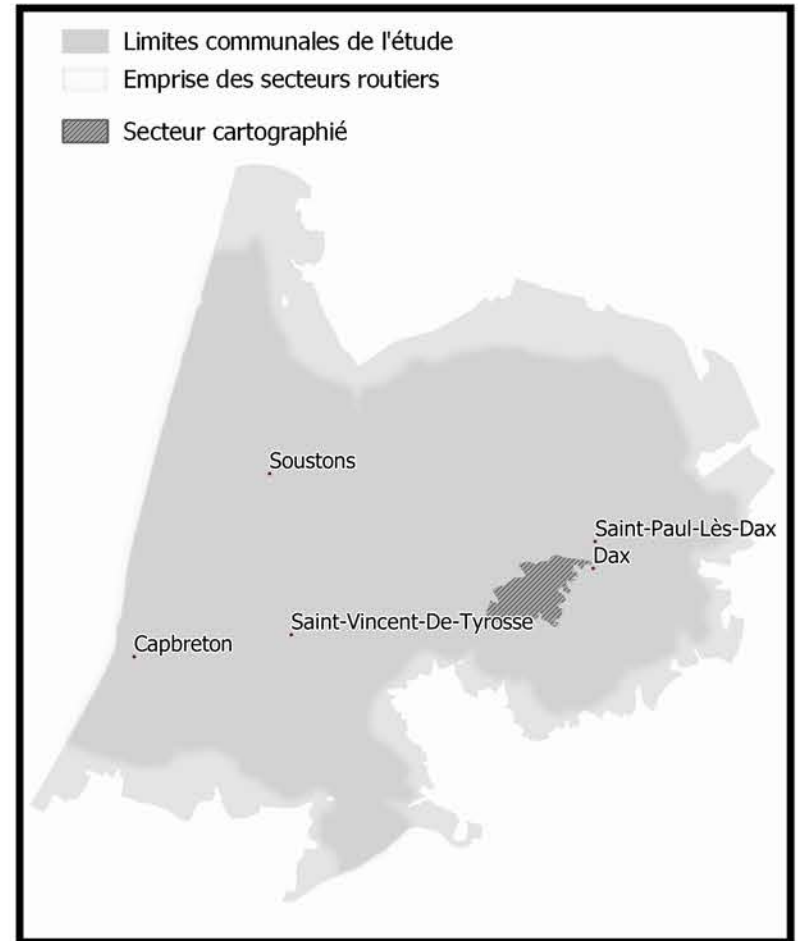 Limites communales de l'étude
Emprise des secteurs routiers
Secteur cartographié
Soustons
Saint-Paul-Lès-Dax
Dax
Saint-Vincent-De-Tyrosse
Capbreton